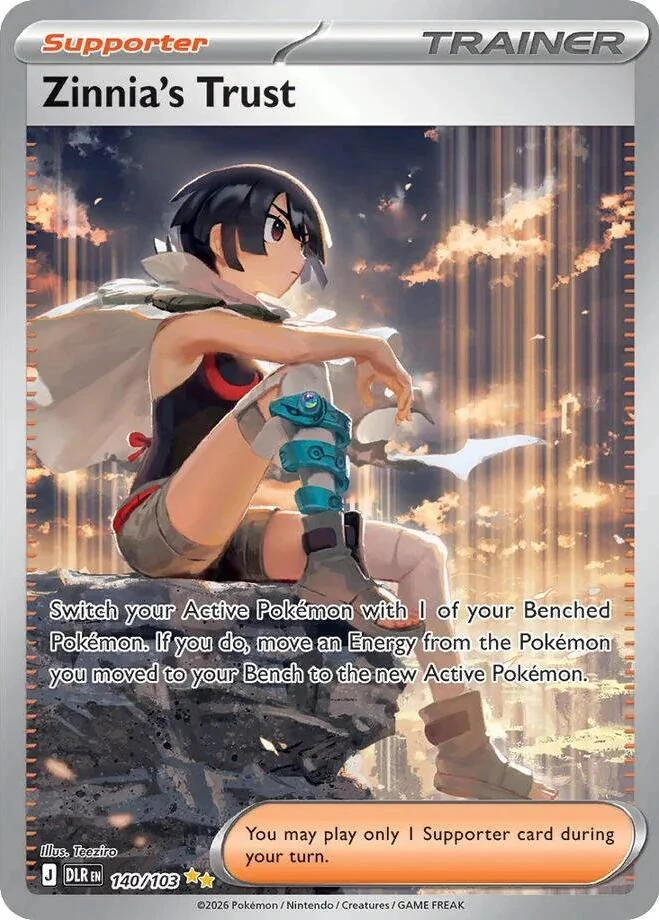 Supporter
TRAINER
Zinnia's Trust
Switch your Active Pokémon with 1 of your Benched
Pokémon. If you do, move an Energy from the Pokémon
you moved to your Bench to the new Active Pokémon.
You may play only 1 Supporter card during
your turn.
Illus. Teeziro
J DLR EN 140/103
©2026 Pokémon / Nintendo / Creatures / GAME FREAK